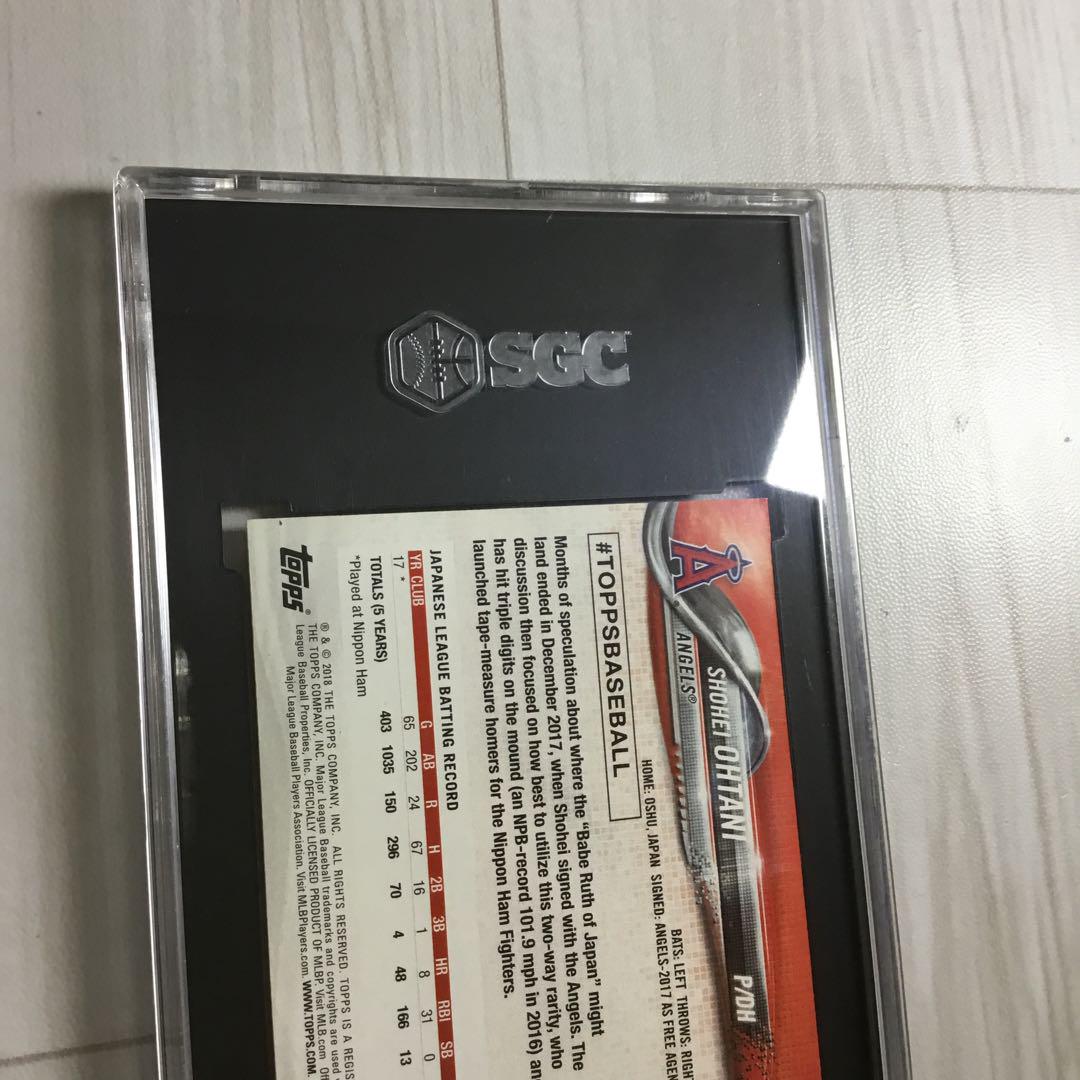 SGC
A
ANGELS®
SHOHEI OHTANI
P/DH
BATS: LEFT THROWS:
HOME: OSHU, JAPAN SIGNED: ANGELS-2017 AS FREE
#TOPPSBASEBALL
Months of speculation about where the “Babe Ruth of Japan” might
land ended in December 2017, when Shohei signed with the Angels. The
discussion then focused on how best to utilize this two-way rarity, who
has hit triple digits on the mound (an NPB-record 101.9 mph in 2016)
launched tape-measure homers for the Nippon Ham Fighters.
JAPANESE LEAGUE BATTING RECORD
YR CLUB G AB R H 2B 3B HR RBI SB
17 * 65 202 24 67 16 1 8 31 0
TOTALS (5 YEARS) 403 1035 150 296 70 4 48 166 13
*Played at Nippon Ham
topps®
® & © 2018 THE TOPPS COMPANY, INC. ALL RIGHTS RESERVED. TOPPS IS A
THE TOPPS COMPANY, INC. Major League Baseball trademarks and copyrights are used
League Baseball Properties, Inc. OFFICIALLY LICENSED PRODUCT OF MLBP. Visit MLB.com
Major League Baseball Players Association. Visit MLBPlayers.com. WWW.TOPPS.COM.